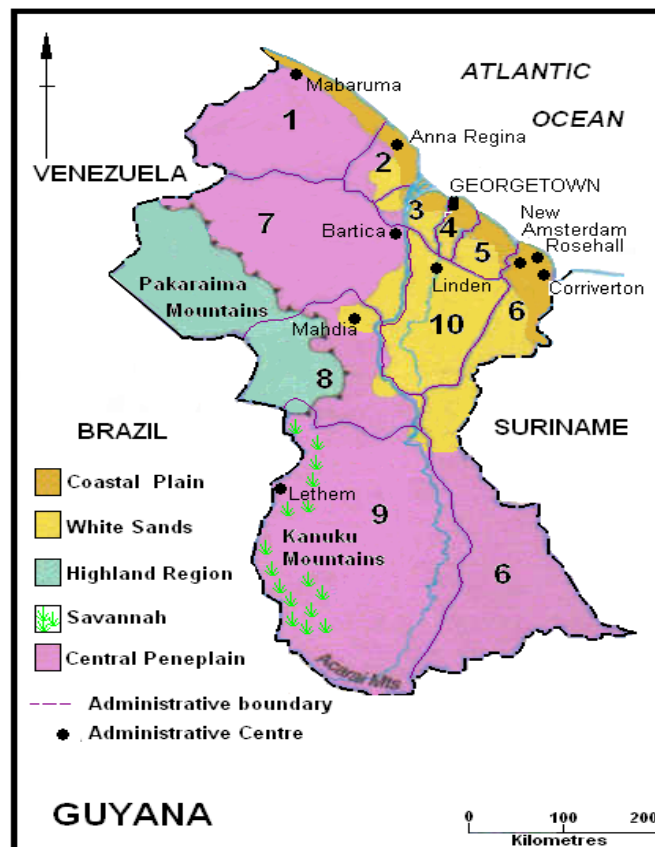 ATLANTIC
OCEAN
Mabaruma
1
Anna Regina
2
VENEZUELA
GEORGETOWN
3
4
New
Amsterdam
Rosehall
7
Bartica
5
Pakaraima
Mountains
Linden
Corriverton
6
Mahdia
10
8
SURINAME
BRAZIL
Coastal Plain
White Sands
Highland Region
Savannah
Central Peneplain
Lethem
9
Kanuku
Mountains
6
Acarai Mts
Administrative boundary
Administrative Centre
GUYANA
0 100 200
Kilometres